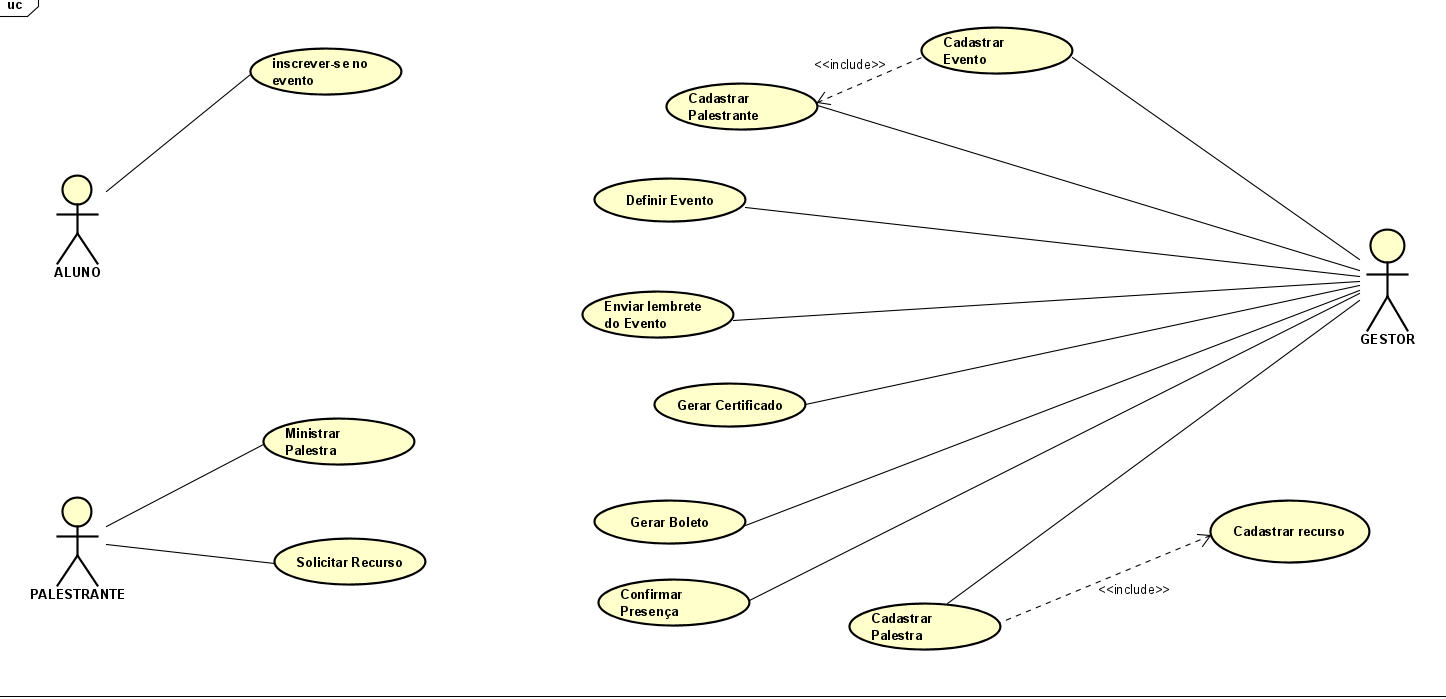 uc
inscrever-se no
evento
Cadastrar
Evento
<<include>>
Cadastrar
Palestrante
Definir Evento
ALUNO
Enviar lembrete
do Evento
GESTOR
Gerar Certificado
Ministrar
Palestra
Gerar Boleto
Cadastrar recurso
Solicitar Recurso
PALESTRANTE
<<include>>
Confirmar
Presença
Cadastrar
Palestra